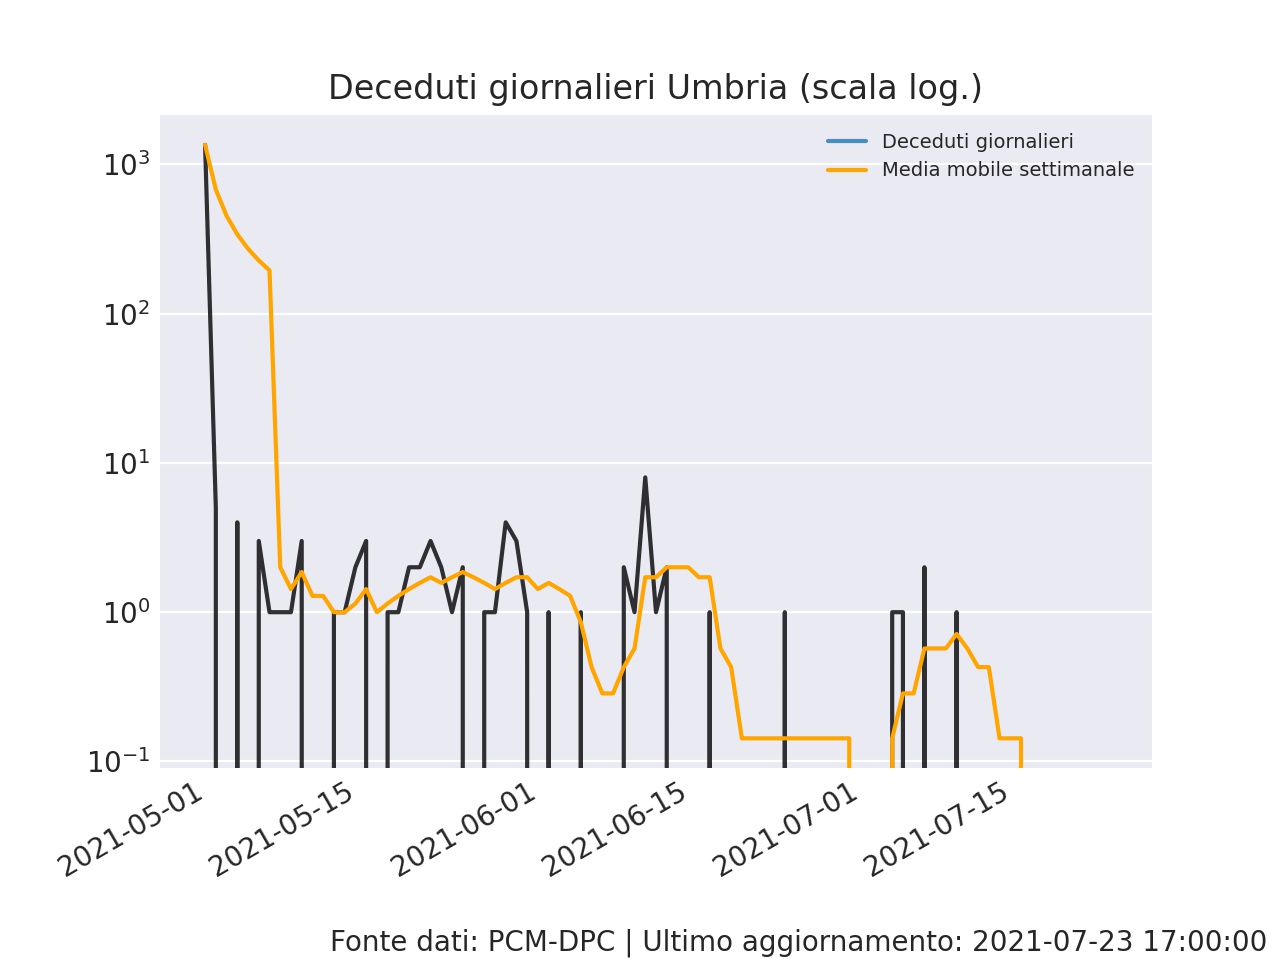 Deceduti giornalieri Umbria (scala log.)
Deceduti giornalieri
Media mobile settimanale
10³
10²
10¹
10⁰
10⁻¹
2021-05-01
2021-05-15
2021-06-01
2021-06-15
2021-07-01
2021-07-15
Fonte dati: PCM-DPC | Ultimo aggiornamento: 2021-07-23 17:00:00